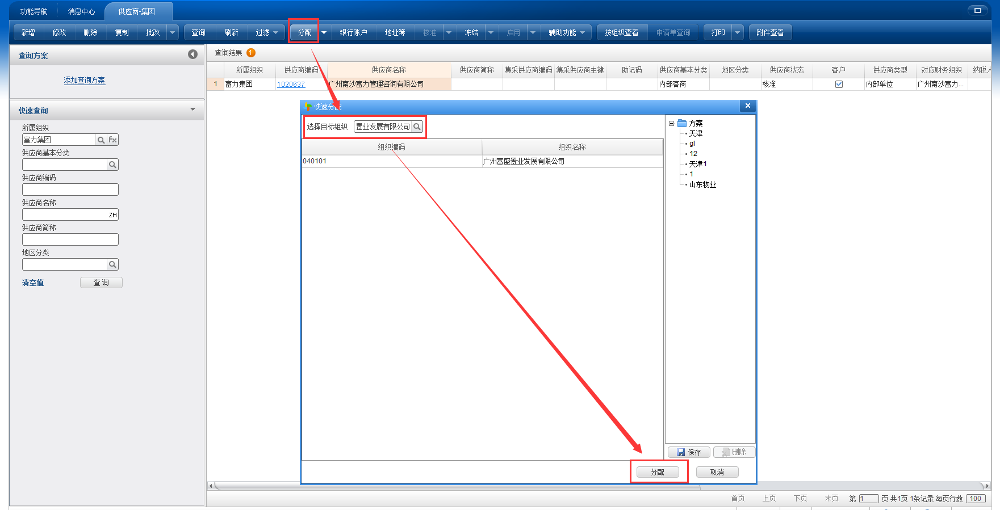 功能导航 消息中心 供应商-集团
新增 修改 删除 复制 批改 查询 刷新 过滤 分配 银行账户 地址簿 核准 冻结 启用 辅助功能 按组织查看 申请单查询 打印 附件查看
查询方案
添加查询方案
快速查询
所属组织
富力集团 fx
供应商基本分类
供应商编码
供应商名称
ZH
供应商简称
地区分类
清空值 查 询
查询结果 1
所属组织 供应商编码 供应商名称 供应商简称 集采供应商编码 集采供应商主键 助记码 供应商基本分类 地区分类 供应商状态 客户 供应商类型 对应财务组织 纳税人
1 富力集团 1020637 广州南沙富力管理咨询有限公司 内部客商 核准 内部单位 广州南沙富力...
快速分配
选择目标组织 置业发展有限公司
组织编码 组织名称
040101 广州富盛置业发展有限公司
方案
天津
gl
12
天津1
1
山东物业
保存 删除
分配 取消
首页 上页 下页 末页 第 1 页 共1页 1条记录 每页行数 100